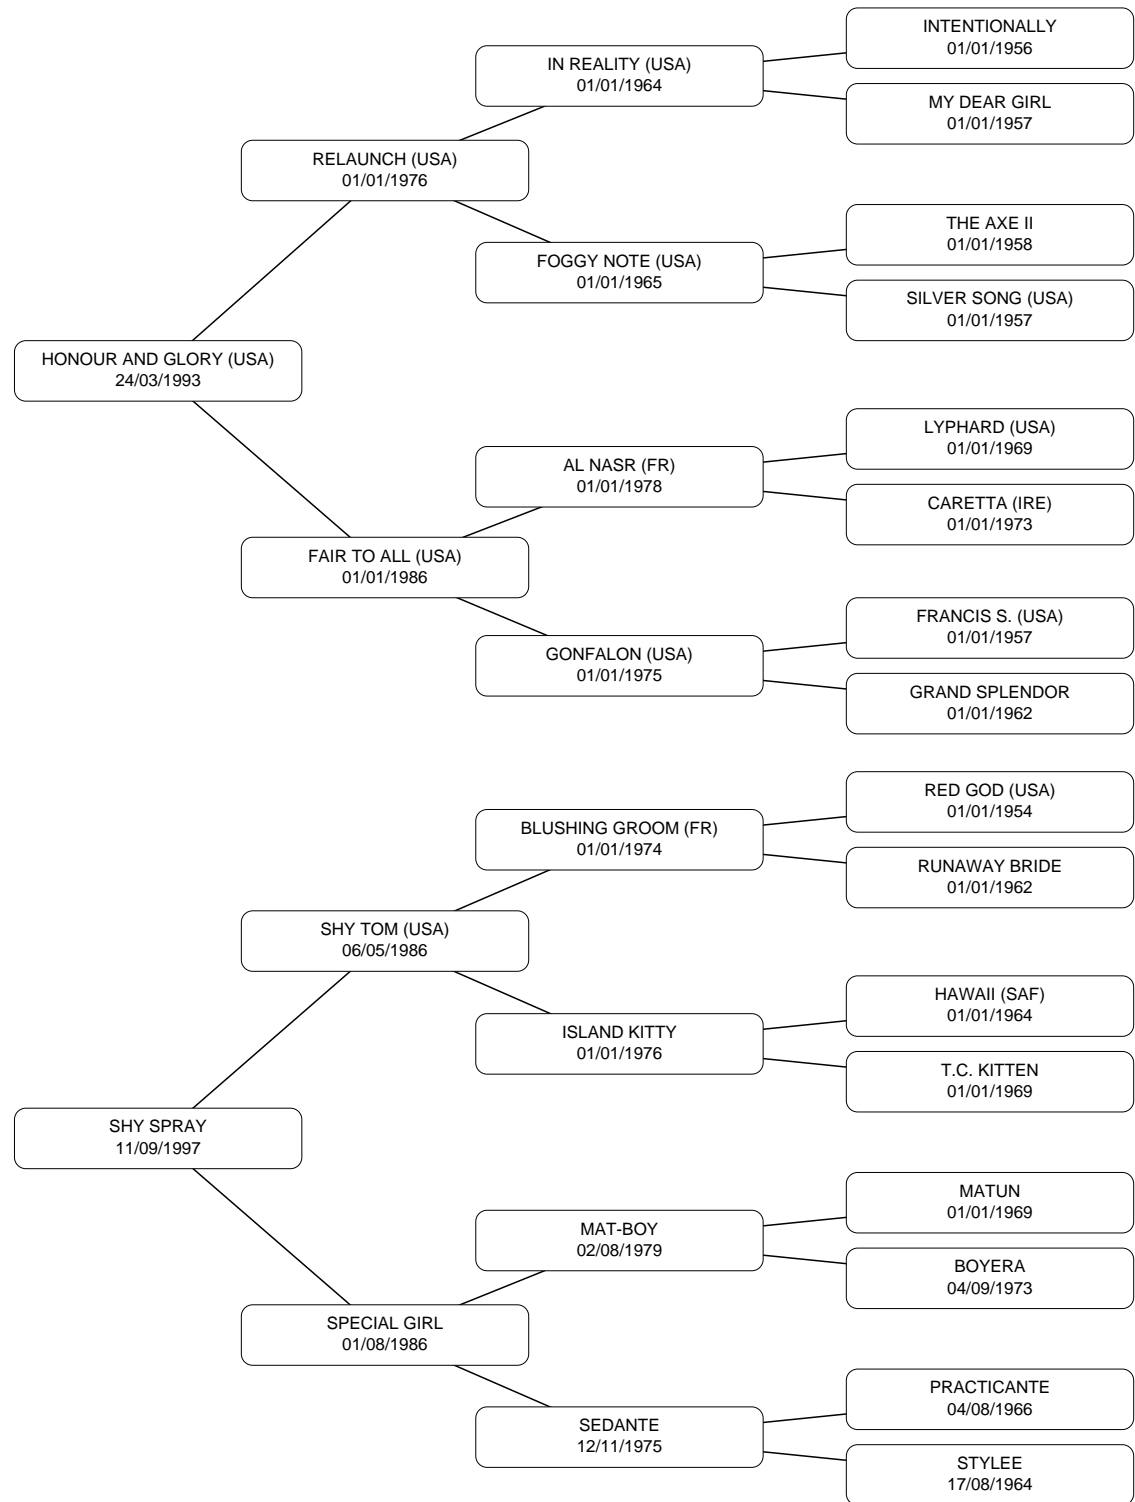 INTENTIONALLY
01/01/1956
IN REALITY (USA)
01/01/1964
MY DEAR GIRL
01/01/1957
RELAUNCH (USA)
01/01/1976
THE AXE II
01/01/1958
FOGGY NOTE (USA)
01/01/1965
SILVER SONG (USA)
01/01/1957
HONOUR AND GLORY (USA)
24/03/1993
LYPHARD (USA)
01/01/1969
AL NASR (FR)
01/01/1978
CARETTA (IRE)
01/01/1973
FAIR TO ALL (USA)
01/01/1986
FRANCIS S. (USA)
01/01/1957
GONFALON (USA)
01/01/1975
GRAND SPLENDOR
01/01/1962
RED GOD (USA)
01/01/1954
BLUSHING GROOM (FR)
01/01/1974
RUNAWAY BRIDE
01/01/1962
SHY TOM (USA)
06/05/1986
HAWAII (SAF)
01/01/1964
ISLAND KITTY
01/01/1976
T.C. KITTEN
01/01/1969
SHY SPRAY
11/09/1997
MATUN
01/01/1969
MAT-BOY
02/08/1979
BOYERA
04/09/1973
SPECIAL GIRL
01/08/1986
PRACTICANTE
04/08/1966
SEDANTE
12/11/1975
STYLEE
17/08/1964